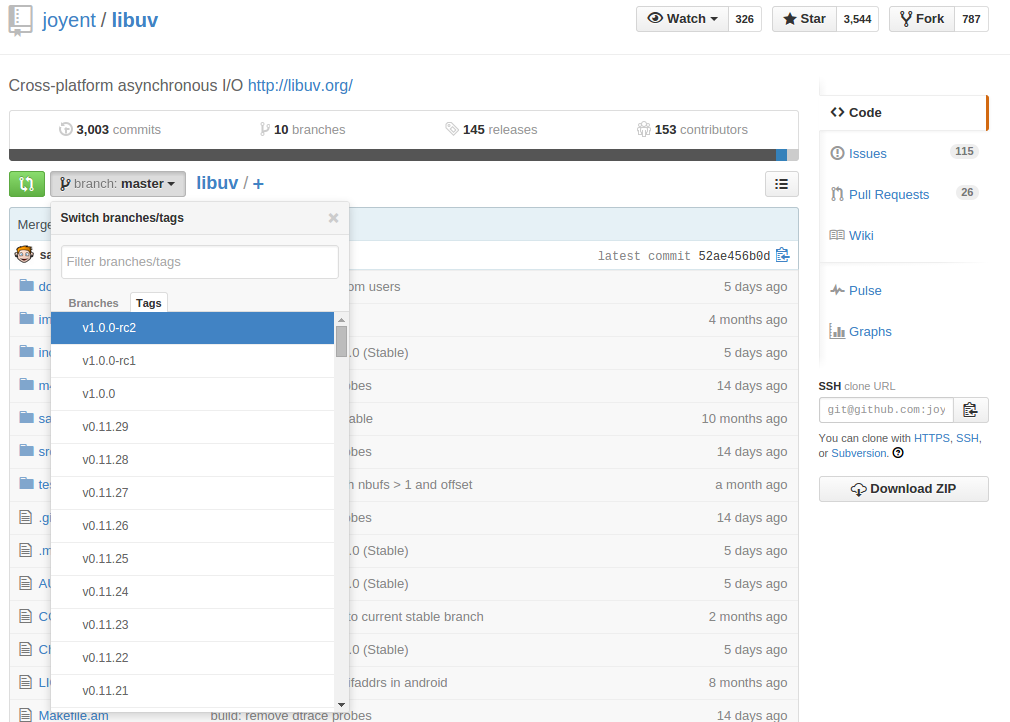 joyent / libuv
Watch 326 Star 3,544 Fork 787
Cross-platform asynchronous I/O http://libuv.org/
3,003 commits 10 branches 145 releases 153 contributors
branch: master libuv / +
Switch branches/tags
Merge
Filter branches/tags
sa latest commit 52ae456b0d
Branches Tags
do om users 5 days ago
v1.0.0-rc2
im 4 months ago
v1.0.0-rc1
inc .0 (Stable) 5 days ago
v1.0.0
m4 bes 14 days ago
v0.11.29
sa able 10 months ago
v0.11.28
src bes 14 days ago
v0.11.27
tes h nbufs > 1 and offset a month ago
v0.11.26
.gi bes 14 days ago
v0.11.25
.m .0 (Stable) 5 days ago
v0.11.24
AU .0 (Stable) 5 days ago
v0.11.23
CO to current stable branch 2 months ago
v0.11.22
Ch .0 (Stable) 5 days ago
v0.11.21
LI ifaddrs in android 8 months ago
Makefile.am build: remove dtrace probes 14 days ago
Code
Issues 115
Pull Requests 26
Wiki
Pulse
Graphs
SSH clone URL
git@github.com:joy
You can clone with HTTPS, SSH,
or Subversion.
Download ZIP